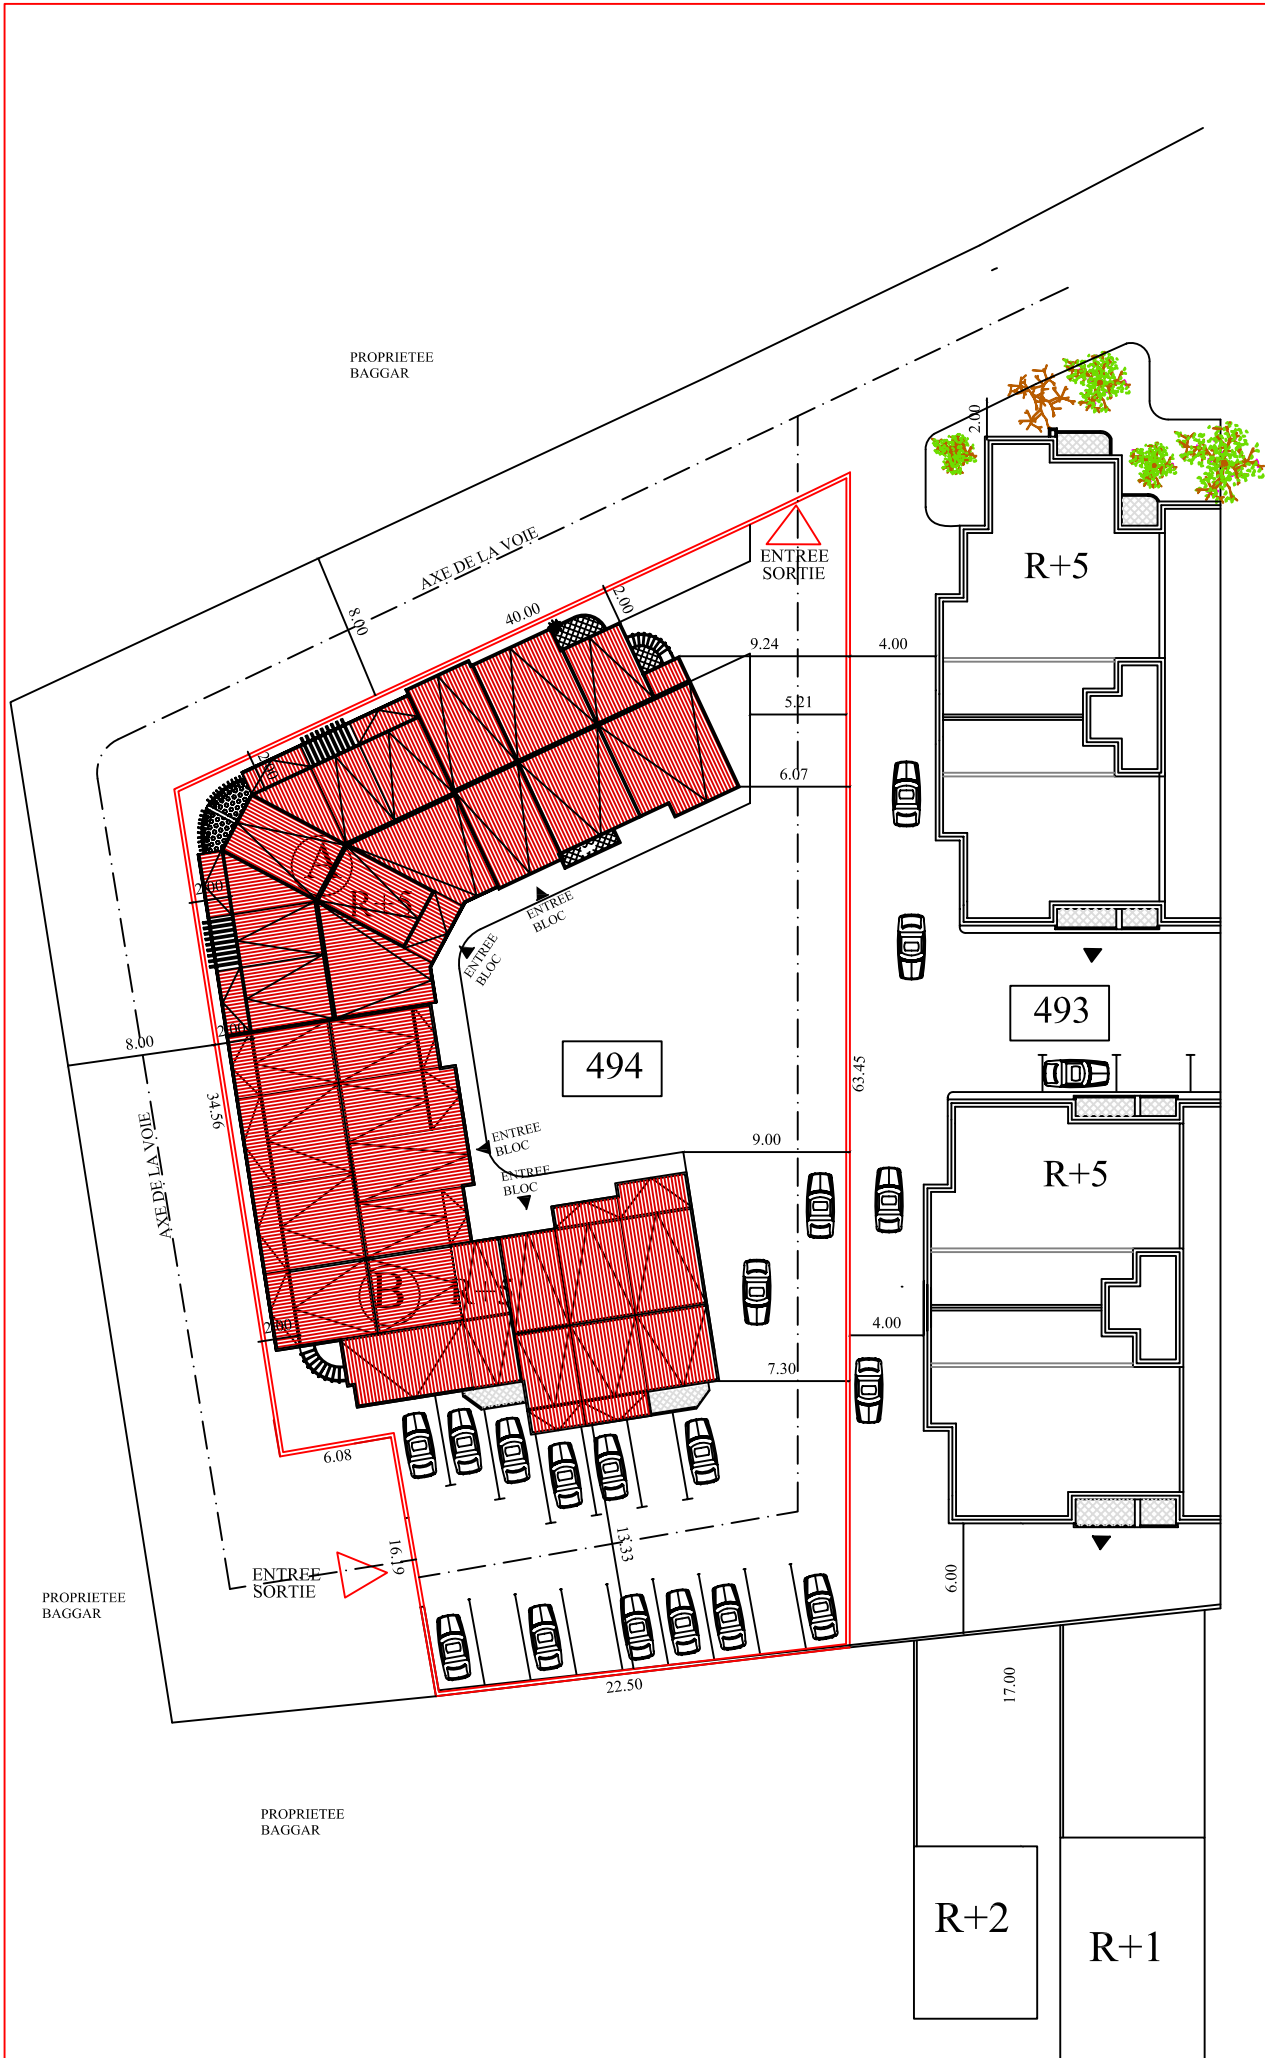 PROPRIETEE
BAGGAR
2.00
AXE DE LA VOIE
ENTREE
SORTIE
R+5
8.00
40.00
2.00
9.24
4.00
5.21
2.00
6.07
A
R+5
2.00
ENTREE
BLOC
ENTREE
BLOC
493
2.00
8.00
494
63.45
34.56
AXE DE LA VOIE
ENTREE
BLOC
9.00
ENTREE
BLOC
R+5
B
R+5
2.00
4.00
7.30
6.08
16.19
13.33
ENTREE
SORTIE
6.00
PROPRIETEE
BAGGAR
22.50
17.00
PROPRIETEE
BAGGAR
R+2
R+1